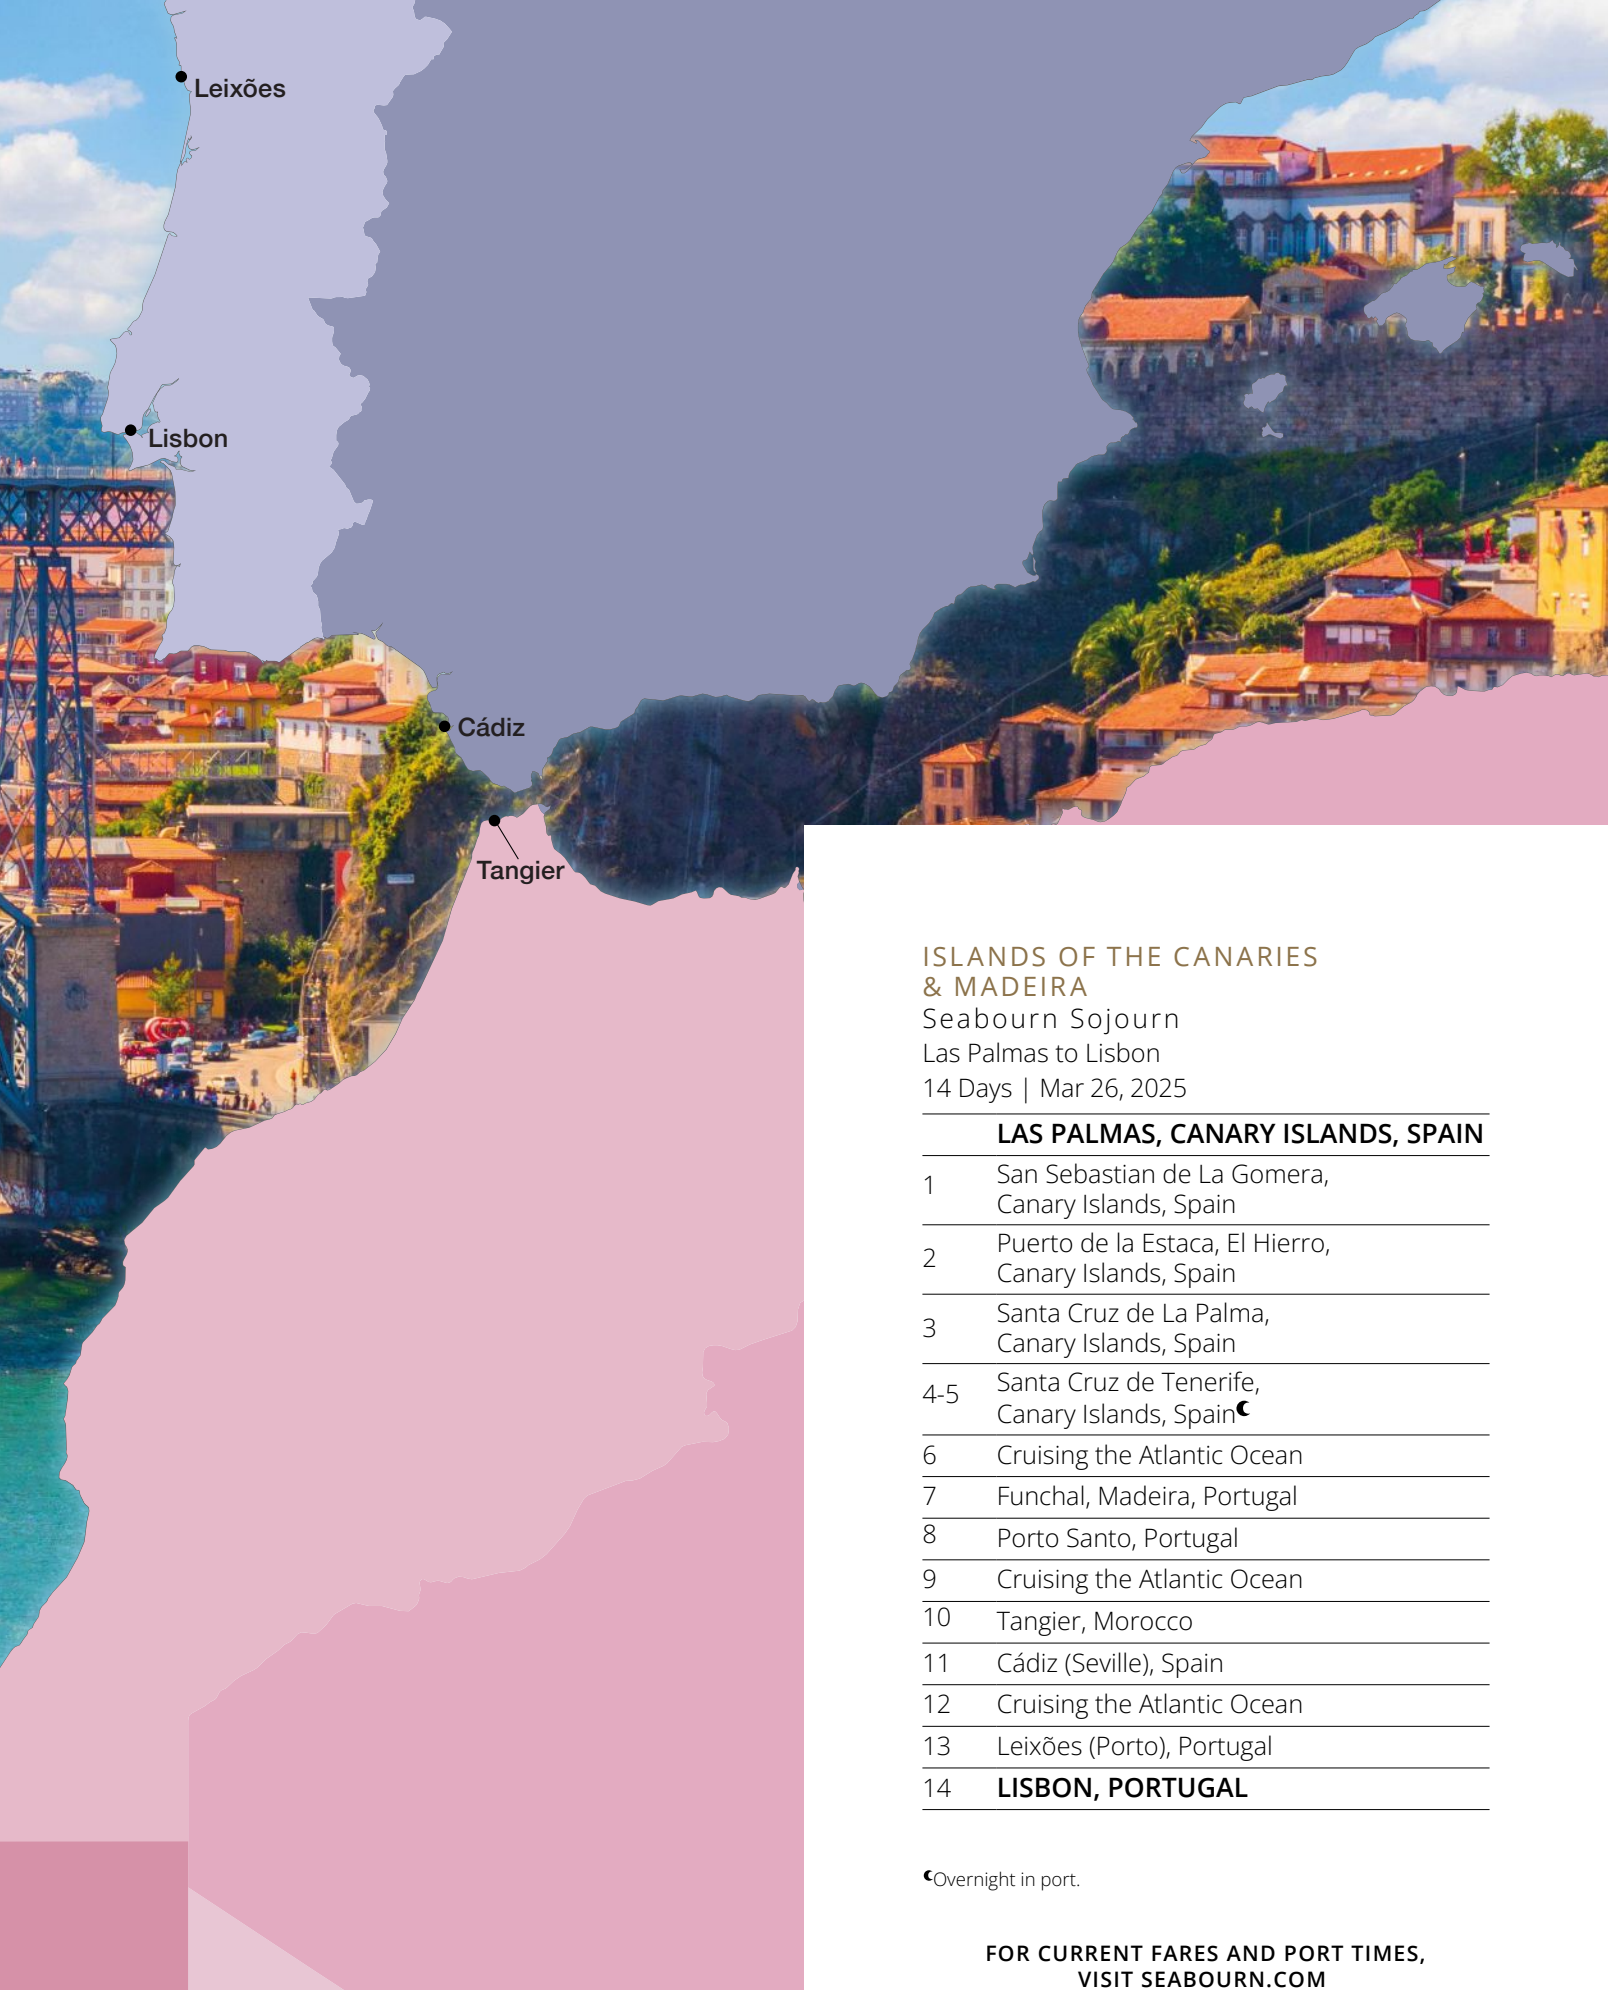 Leixões
Lisbon
Cádiz
Tangier
ISLANDS OF THE CANARIES
& MADEIRA
Seabourn Sojourn
Las Palmas to Lisbon
14 Days | Mar 26, 2025
LAS PALMAS, CANARY ISLANDS, SPAIN
1 San Sebastian de La Gomera,
Canary Islands, Spain
2 Puerto de la Estaca, El Hierro,
Canary Islands, Spain
3 Santa Cruz de La Palma,
Canary Islands, Spain
4-5 Santa Cruz de Tenerife,
Canary Islands, Spain
6 Cruising the Atlantic Ocean
7 Funchal, Madeira, Portugal
8 Porto Santo, Portugal
9 Cruising the Atlantic Ocean
10 Tangier, Morocco
11 Cádiz (Seville), Spain
12 Cruising the Atlantic Ocean
13 Leixões (Porto), Portugal
14 LISBON, PORTUGAL
Overnight in port.
FOR CURRENT FARES AND PORT TIMES,
VISIT SEABOURN.COM